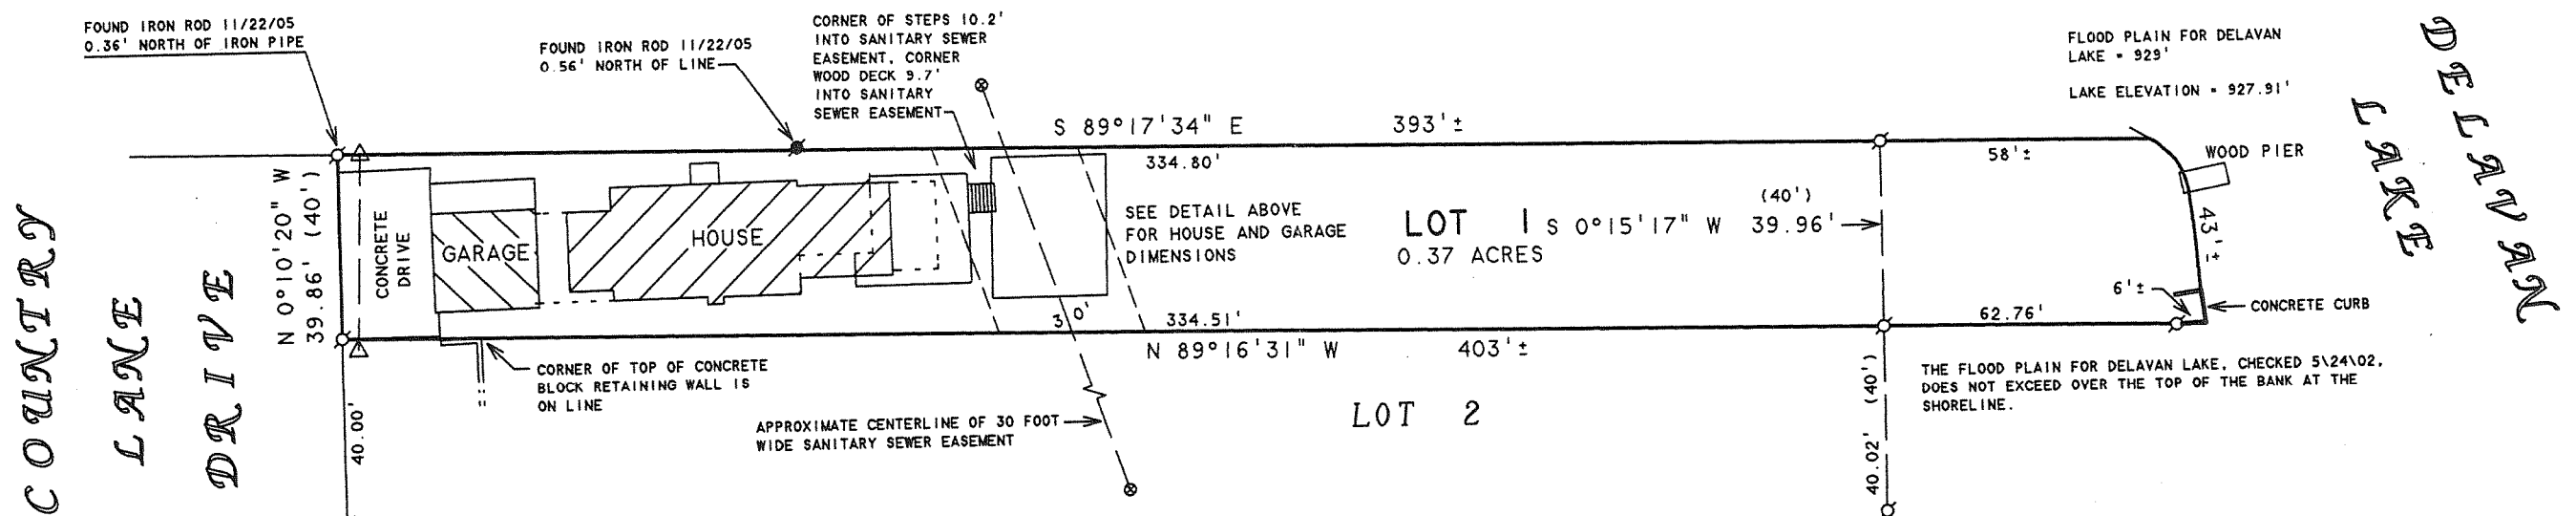 FOUND IRON ROD 11/22/05
0.36' NORTH OF IRON PIPE
FOUND IRON ROD 11/22/05
0.56' NORTH OF LINE
CORNER OF STEPS 10.2'
INTO SANITARY SEWER
EASEMENT, CORNER
WOOD DECK 9.7'
INTO SANITARY
SEWER EASEMENT
FLOOD PLAIN FOR DELAVAN
LAKE = 929'
LAKE ELEVATION = 927.91'
DELAVAN
LAKE
S 89°17'34" E 393'±
334.80'
58'±
WOOD PIER
COUNTRY
LANE
DRIVE
N 0°10'20" W
39.86' (40')
CONCRETE
DRIVE
GARAGE
HOUSE
SEE DETAIL ABOVE
FOR HOUSE AND GARAGE
DIMENSIONS
LOT 1
0.37 ACRES
(40')
S 0°15'17" W 39.96'
43'±
6'±
CONCRETE CURB
30'
334.51'
62.76'
N 89°16'31" W 403'±
CORNER OF TOP OF CONCRETE
BLOCK RETAINING WALL IS
ON LINE
40.00'
APPROXIMATE CENTERLINE OF 30 FOOT
WIDE SANITARY SEWER EASEMENT
LOT 2
40.02' (40')
THE FLOOD PLAIN FOR DELAVAN LAKE, CHECKED 5\24\02,
DOES NOT EXCEED OVER THE TOP OF THE BANK AT THE
SHORELINE.